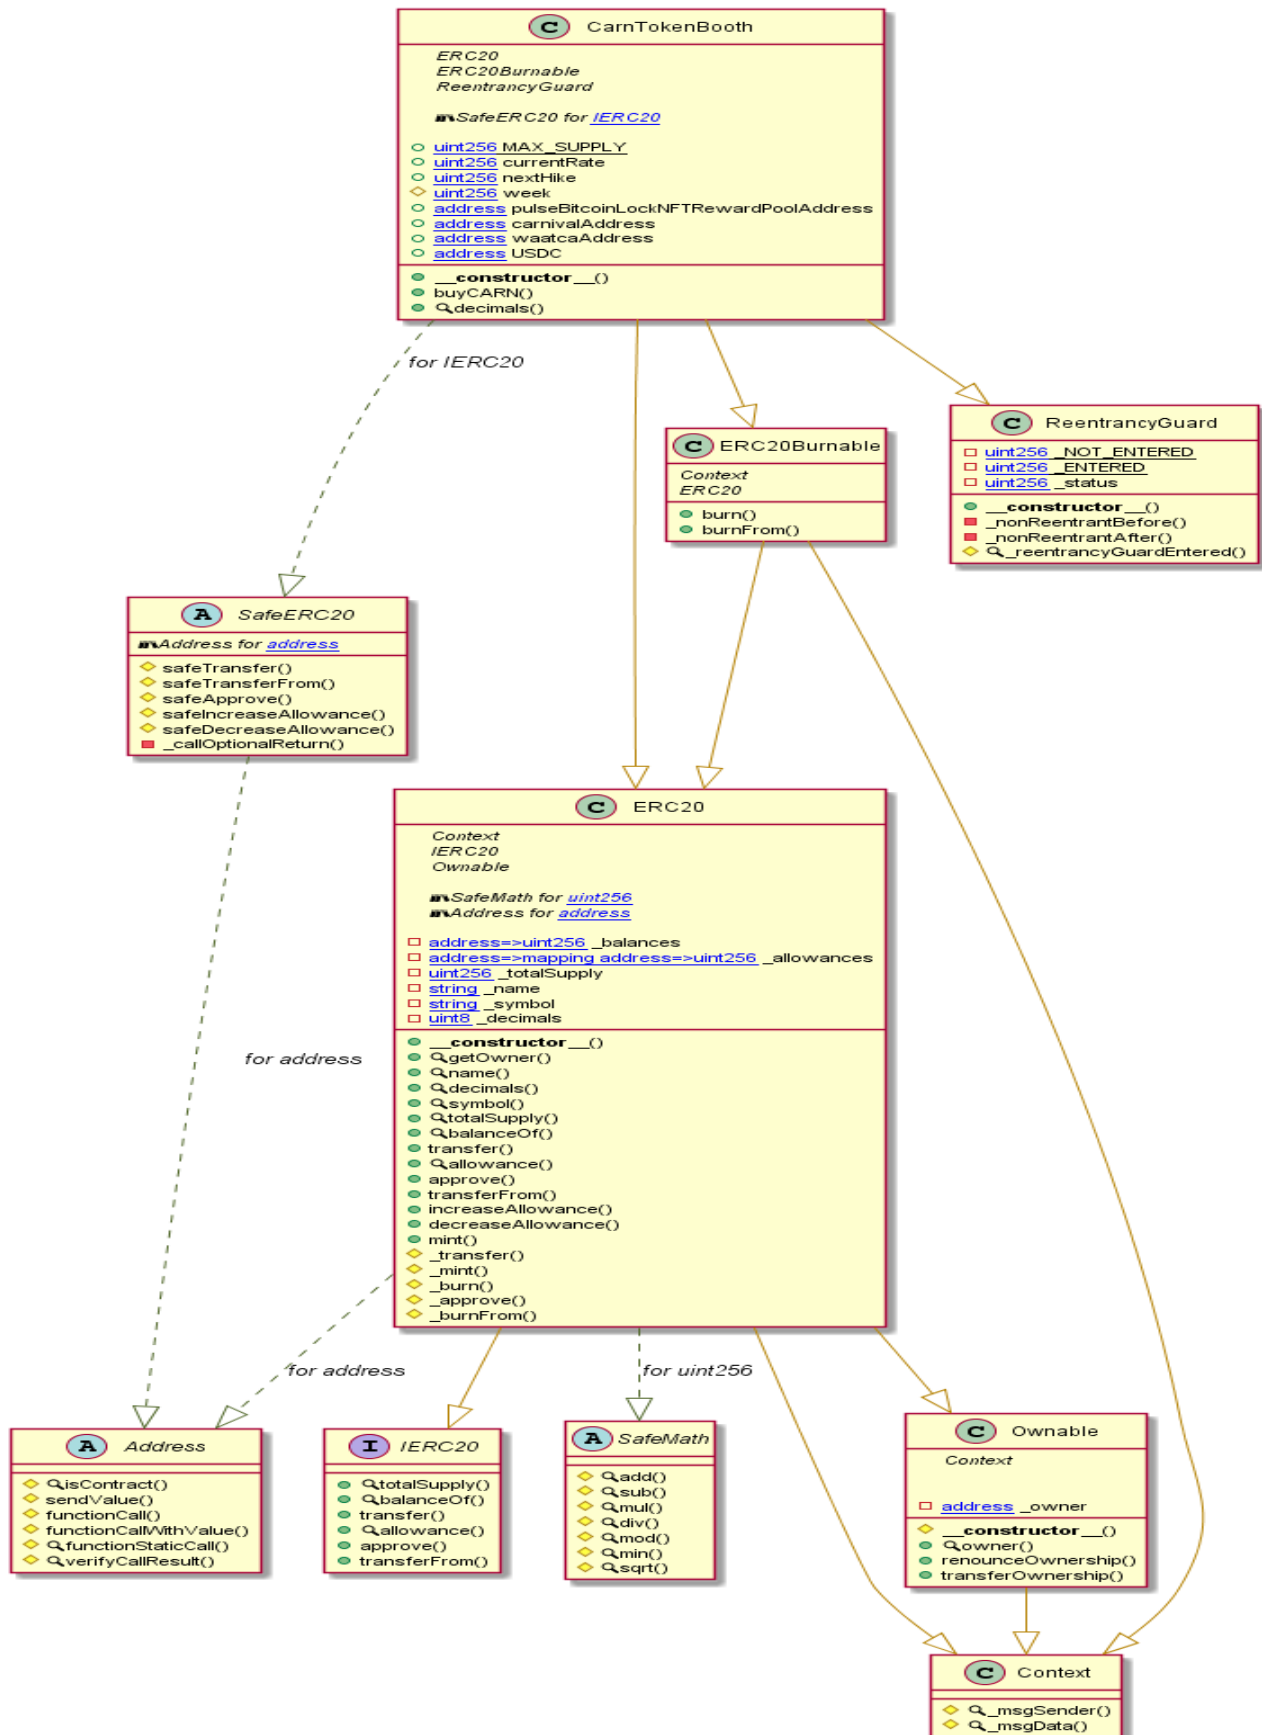 C CarnTokenBooth
ERC20
ERC20Burnable
ReentrancyGuard
SafeERC20 for IERC20
uint256 MAX_SUPPLY
uint256 currentRate
uint256 nextHike
uint256 week
address pulseBitcoinLockNFTRewardPoolAddress
address carnivalAddress
address waatcaAddress
address USDC
__constructor__()
buyCARN()
decimals()
for IERC20
C ERC20Burnable
Context
ERC20
burn()
burnFrom()
C ReentrancyGuard
uint256 _NOT_ENTERED
uint256 _ENTERED
uint256 _status
__constructor__()
_nonReentrantBefore()
_nonReentrantAfter()
_reentrancyGuardEntered()
A SafeERC20
Address for address
safeTransfer()
safeTransferFrom()
safeApprove()
safeIncreaseAllowance()
safeDecreaseAllowance()
_callOptionalReturn()
C ERC20
Context
IERC20
Ownable
SafeMath for uint256
Address for address
address=>uint256 _balances
address=>mapping address=>uint256 _allowances
uint256 _totalSupply
string _name
string _symbol
uint8 _decimals
__constructor__()
getOwner()
name()
decimals()
symbol()
totalSupply()
balanceOf()
transfer()
allowance()
approve()
transferFrom()
increaseAllowance()
decreaseAllowance()
mint()
_transfer()
_mint()
_burn()
_approve()
_burnFrom()
for address
for address
for uint256
A Address
isContract()
sendValue()
functionCall()
functionCallWithValue()
functionStaticCall()
verifyCallResult()
I IERC20
totalSupply()
balanceOf()
transfer()
allowance()
approve()
transferFrom()
A SafeMath
add()
sub()
mul()
div()
mod()
min()
sqrt()
C Ownable
Context
address _owner
__constructor__()
owner()
renounceOwnership()
transferOwnership()
C Context
_msgSender()
_msgData()